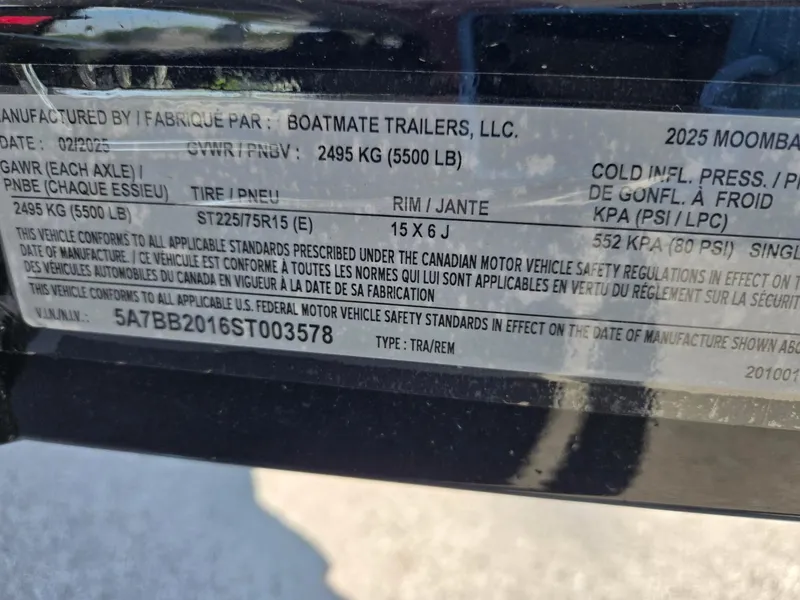 MANUFACTURED BY / FABRIQUÉ PAR : BOATMATE TRAILERS, LLC. 2025 MOOMBA
DATE : 02/2025 GVWR / PNBV : 2495 KG (5500 LB)
GAWR (EACH AXLE) / PNBE (CHAQUE ESSIEU) TIRE / PNEU RIM / JANTE COLD INFL. PRESS. / DE GONFL. À FROID KPA (PSI / LPC)
2495 KG (5500 LB) ST225/75R15 (E) 15 X 6 J 552 KPA (80 PSI)
THIS VEHICLE CONFORMS TO ALL APPLICABLE STANDARDS PRESCRIBED UNDER THE CANADIAN MOTOR VEHICLE SAFETY REGULATIONS IN EFFECT ON
DATE OF MANUFACTURE. / CE VÉHICULE EST CONFORME À TOUTES LES NORMES QUI LUI SONT APPLICABLES EN VERTU DU RÈGLEMENT SUR LA
DES VÉHICULES AUTOMOBILES DU CANADA EN VIGUEUR À LA DATE DE SA FABRICATION
THIS VEHICLE CONFORMS TO ALL APPLICABLE U.S. FEDERAL MOTOR VEHICLE SAFETY STANDARDS IN EFFECT ON THE DATE OF MANUFACTURE SHOWN
V.I.N./N.I.V.: 5A7BB2016ST003578 TYPE : TRA/REM
201001